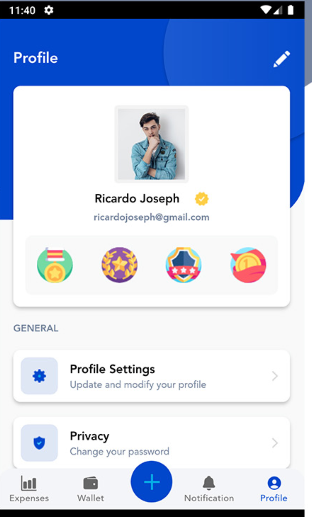 11:40
Profile
Ricardo Joseph
ricardojoseph@gmail.com
GENERAL
Profile Settings
Update and modify your profile
Privacy
Change your password
Expenses
Wallet
Notification
Profile